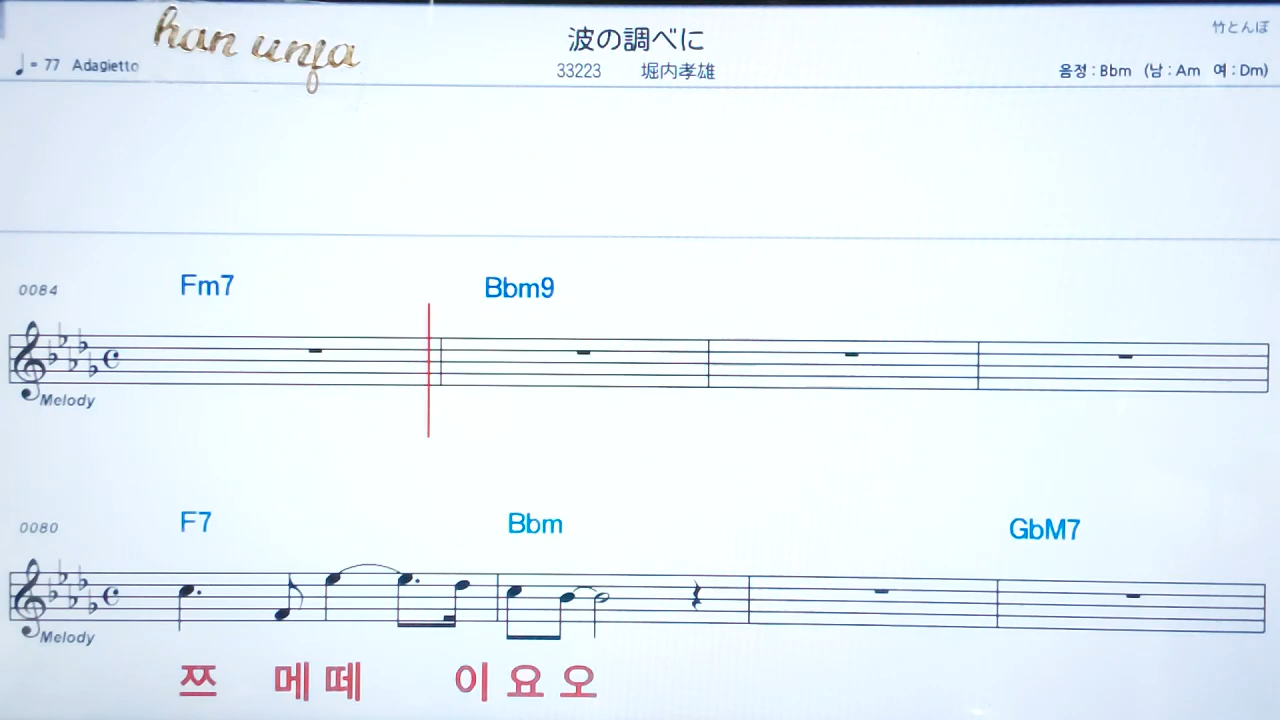 han unja
波の調べに
竹とんぼ
♩= 77 Adagietto
33223 堀内孝雄
음정 : Bbm (남 : Am 여 : Dm)
0084 Fm7 Bbm9
Melody
0080 F7 Bbm GbM7
Melody
쯔 메 떼 이 요 오